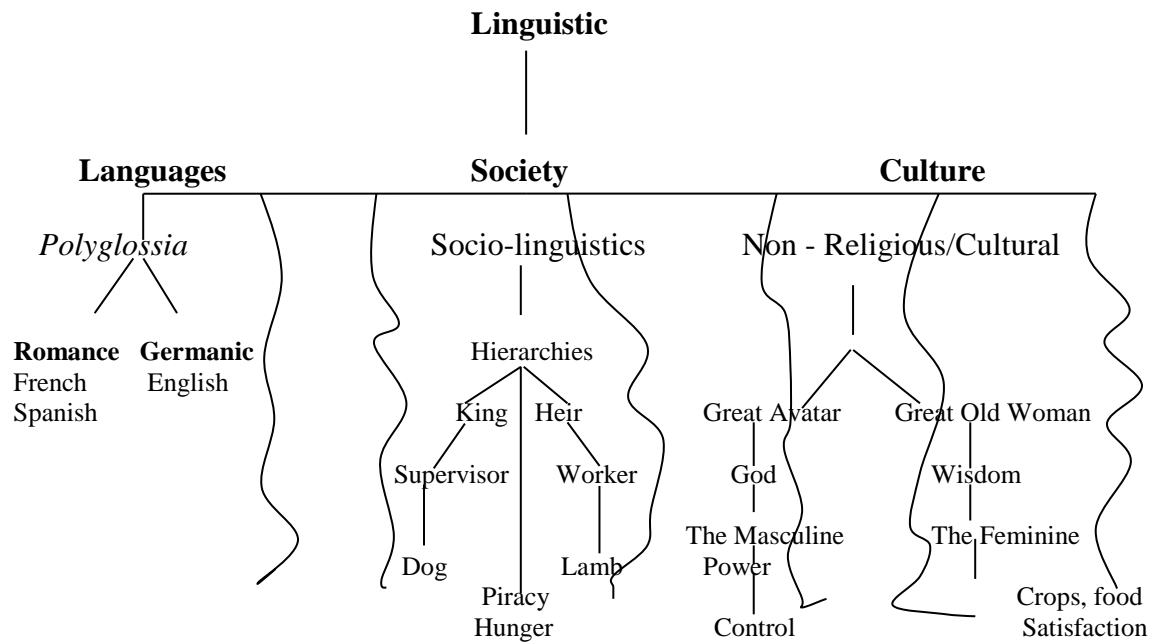 Linguistic
Languages Society Culture
Polyglossia Socio-linguistics Non - Religious/Cultural
Romance Germanic Hierarchies
French English
Spanish
King Heir Great Avatar Great Old Woman
Supervisor Worker God Wisdom
The Masculine The Feminine
Dog Lamb Power
Piracy Crops, food
Hunger Control Satisfaction